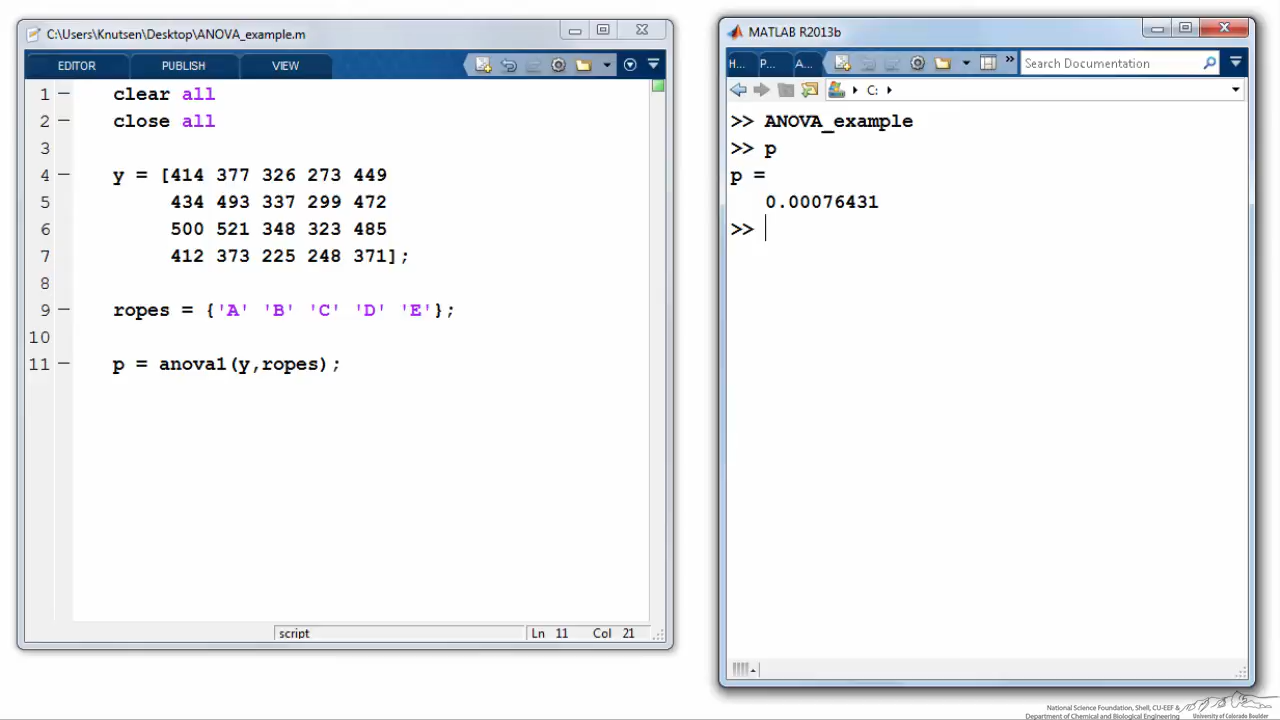 C:\Users\Knutsen\Desktop\ANOVA_example.m
EDITOR PUBLISH VIEW
1 clear all
2 close all
3
4 y = [414 377 326 273 449
5 434 493 337 299 472
6 500 521 348 323 485
7 412 373 225 248 371];
8
9 ropes = {'A' 'B' 'C' 'D' 'E'};
10
11 p = anova1(y,ropes);
script Ln 11 Col 21
MATLAB R2013b
H... P... A... » Search Documentation
C:
>> ANOVA_example
>> p
p =
0.00076431
>>
National Science Foundation, Shell, CU-EEF &
Department of Chemical and Biological Engineering
University of Colorado Boulder